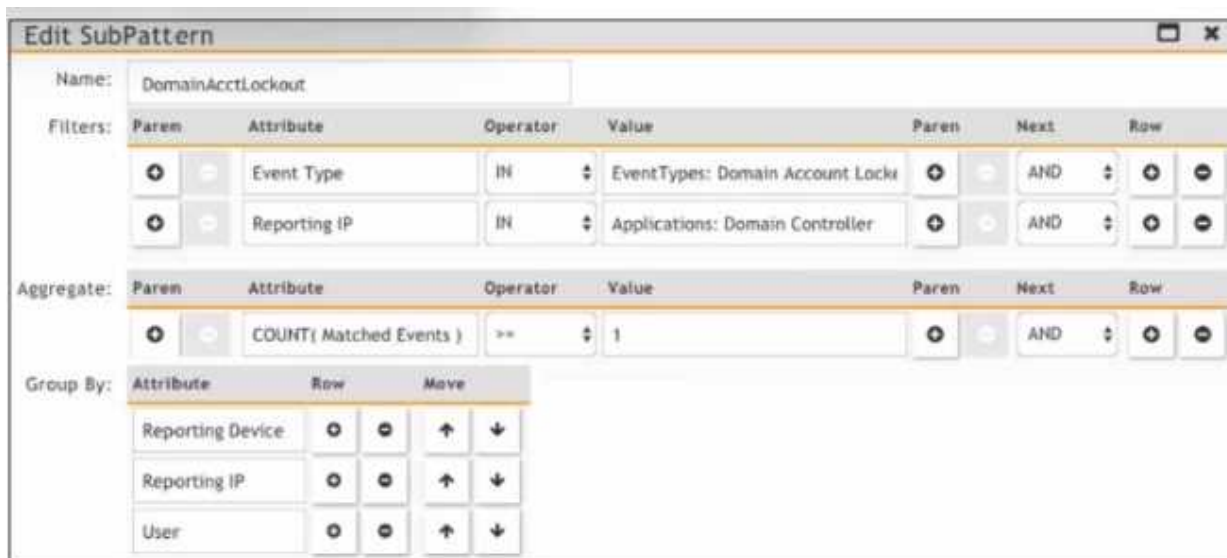 Edit SubPattern
Name: DomainAcctLockout
Filters: Paren Attribute Operator Value Paren Next Row
Event Type IN EventTypes: Domain Account Locke AND
Reporting IP IN Applications: Domain Controller AND
Aggregate: Paren Attribute Operator Value Paren Next Row
COUNT( Matched Events ) >= 1 AND
Group By: Attribute Row Move
Reporting Device
Reporting IP
User